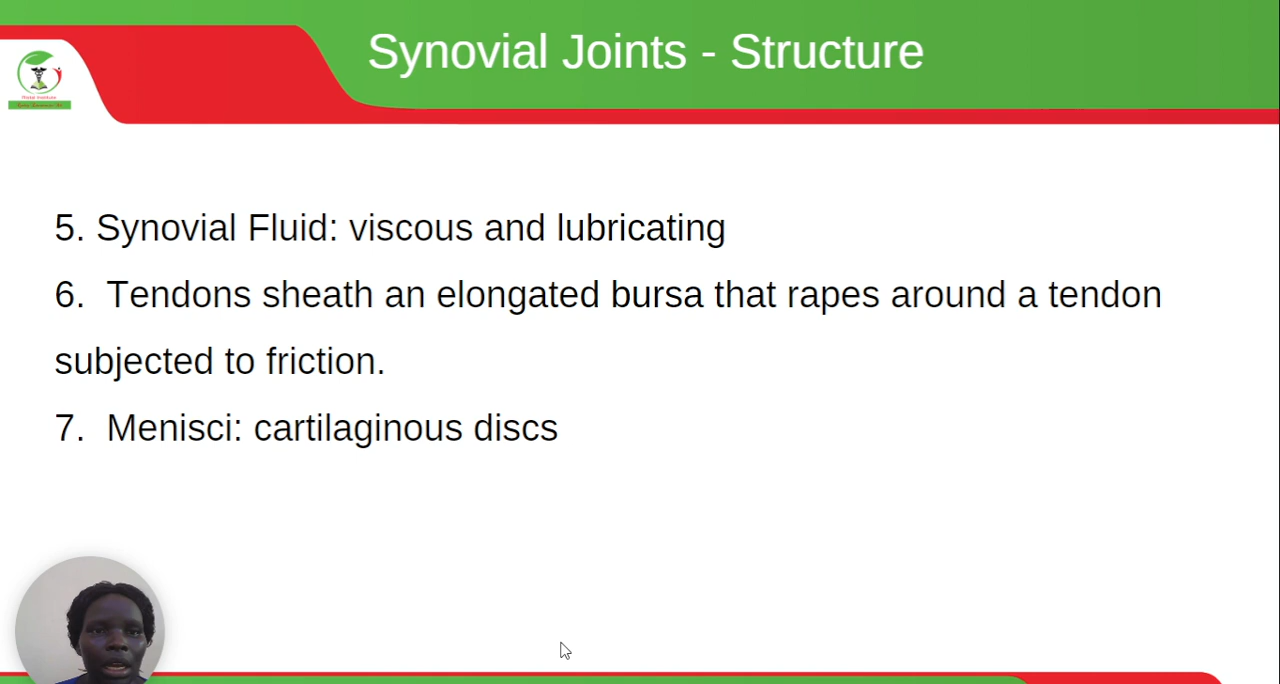 Synovial Joints - Structure
5. Synovial Fluid: viscous and lubricating
6. Tendons sheath an elongated bursa that rapes around a tendon
subjected to friction.
7. Menisci: cartilaginous discs